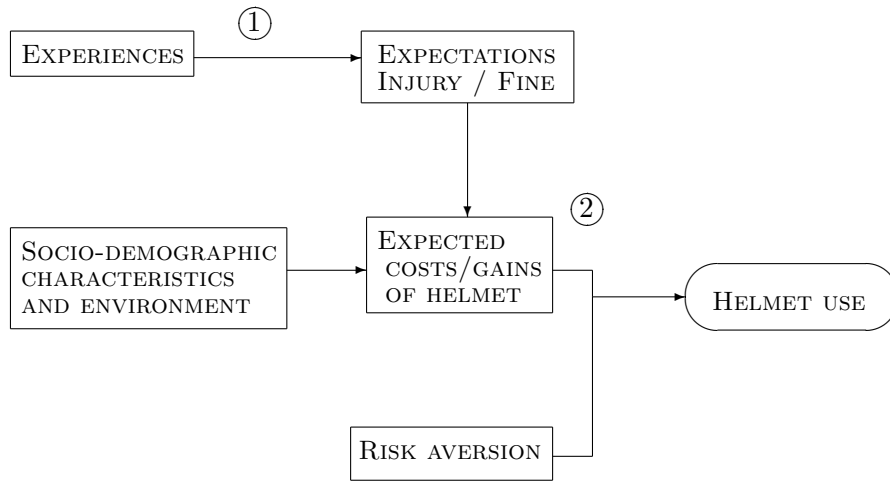 ①
EXPERIENCES
EXPECTATIONS
INJURY / FINE
②
SOCIO-DEMOGRAPHIC
CHARACTERISTICS
AND ENVIRONMENT
EXPECTED
COSTS/GAINS
OF HELMET
HELMET USE
RISK AVERSION